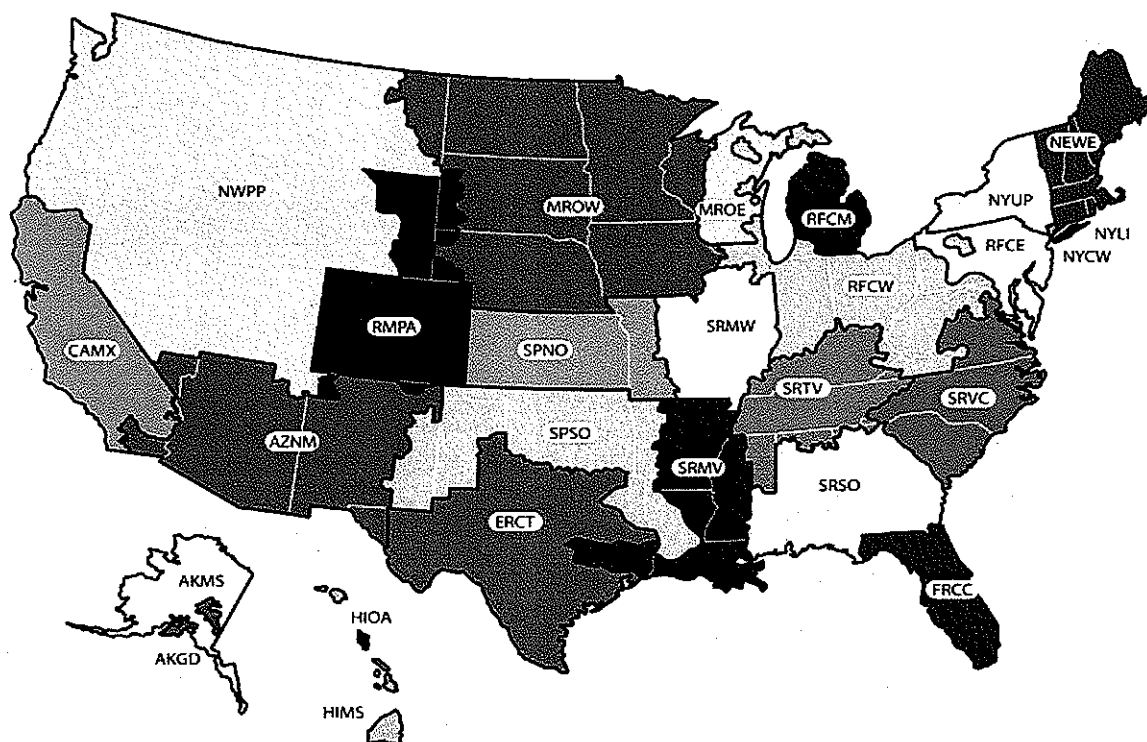 NWPP
MROW
MROE
RFCM
NEWE
NYUP
NYLI
RFCE
NYCW
RFCW
SRMW
RMPA
SPNO
CAMX
SRTV
SRVC
AZNM
SPSO
SRMV
SRSO
ERCT
AKMS
HIOA
FRCC
AKGD
HIMS